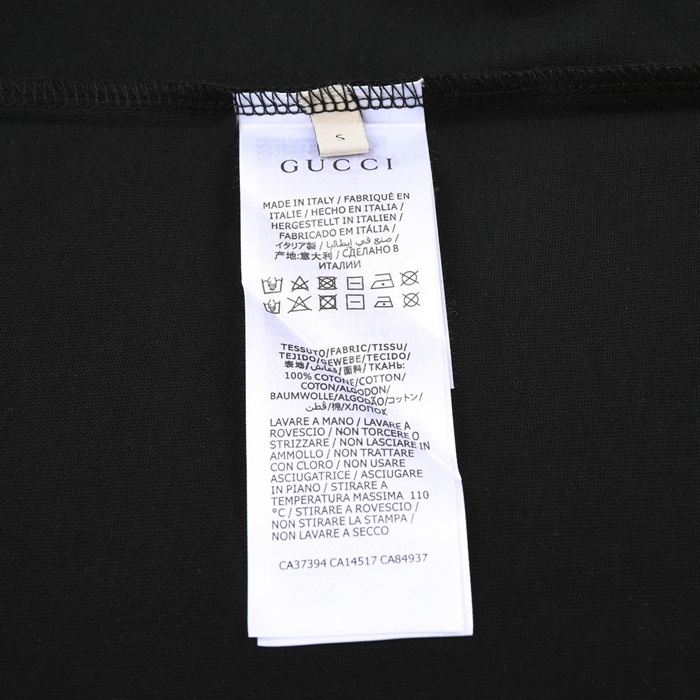 S
GUCCI
MADE IN ITALY / FABRIQUÉ EN
ITALIE / HECHO EN ITALIA /
HERGESTELLT IN ITALIEN /
FABRICADO EM ITÁLIA /
イタリア製 / صنع في إيطاليا /
产地:意大利 / СДЕЛАНО В
ИТАЛИИ
TESSUTO/FABRIC/TISSU/
TEJIDO/GEWEBE/TECIDO/
表地/قماش/面料/ТКАНЬ:
100% COTONE/COTTON/
COTON/ALGODON/
BAUMWOLLE/ALGODÃO/コットン/
قطن/棉/ХЛОПОК
LAVARE A MANO / LAVARE A
ROVESCIO / NON TORCERE O
STRIZZARE / NON LASCIARE IN
AMMOLLO / NON TRATTARE
CON CLORO / NON USARE
ASCIUGATRICE / ASCIUGARE
IN PIANO / STIRARE A
TEMPERATURA MASSIMA 110
°C / STIRARE A ROVESCIO /
NON STIRARE LA STAMPA /
NON LAVARE A SECCO
CA37394 CA14517 CA84937